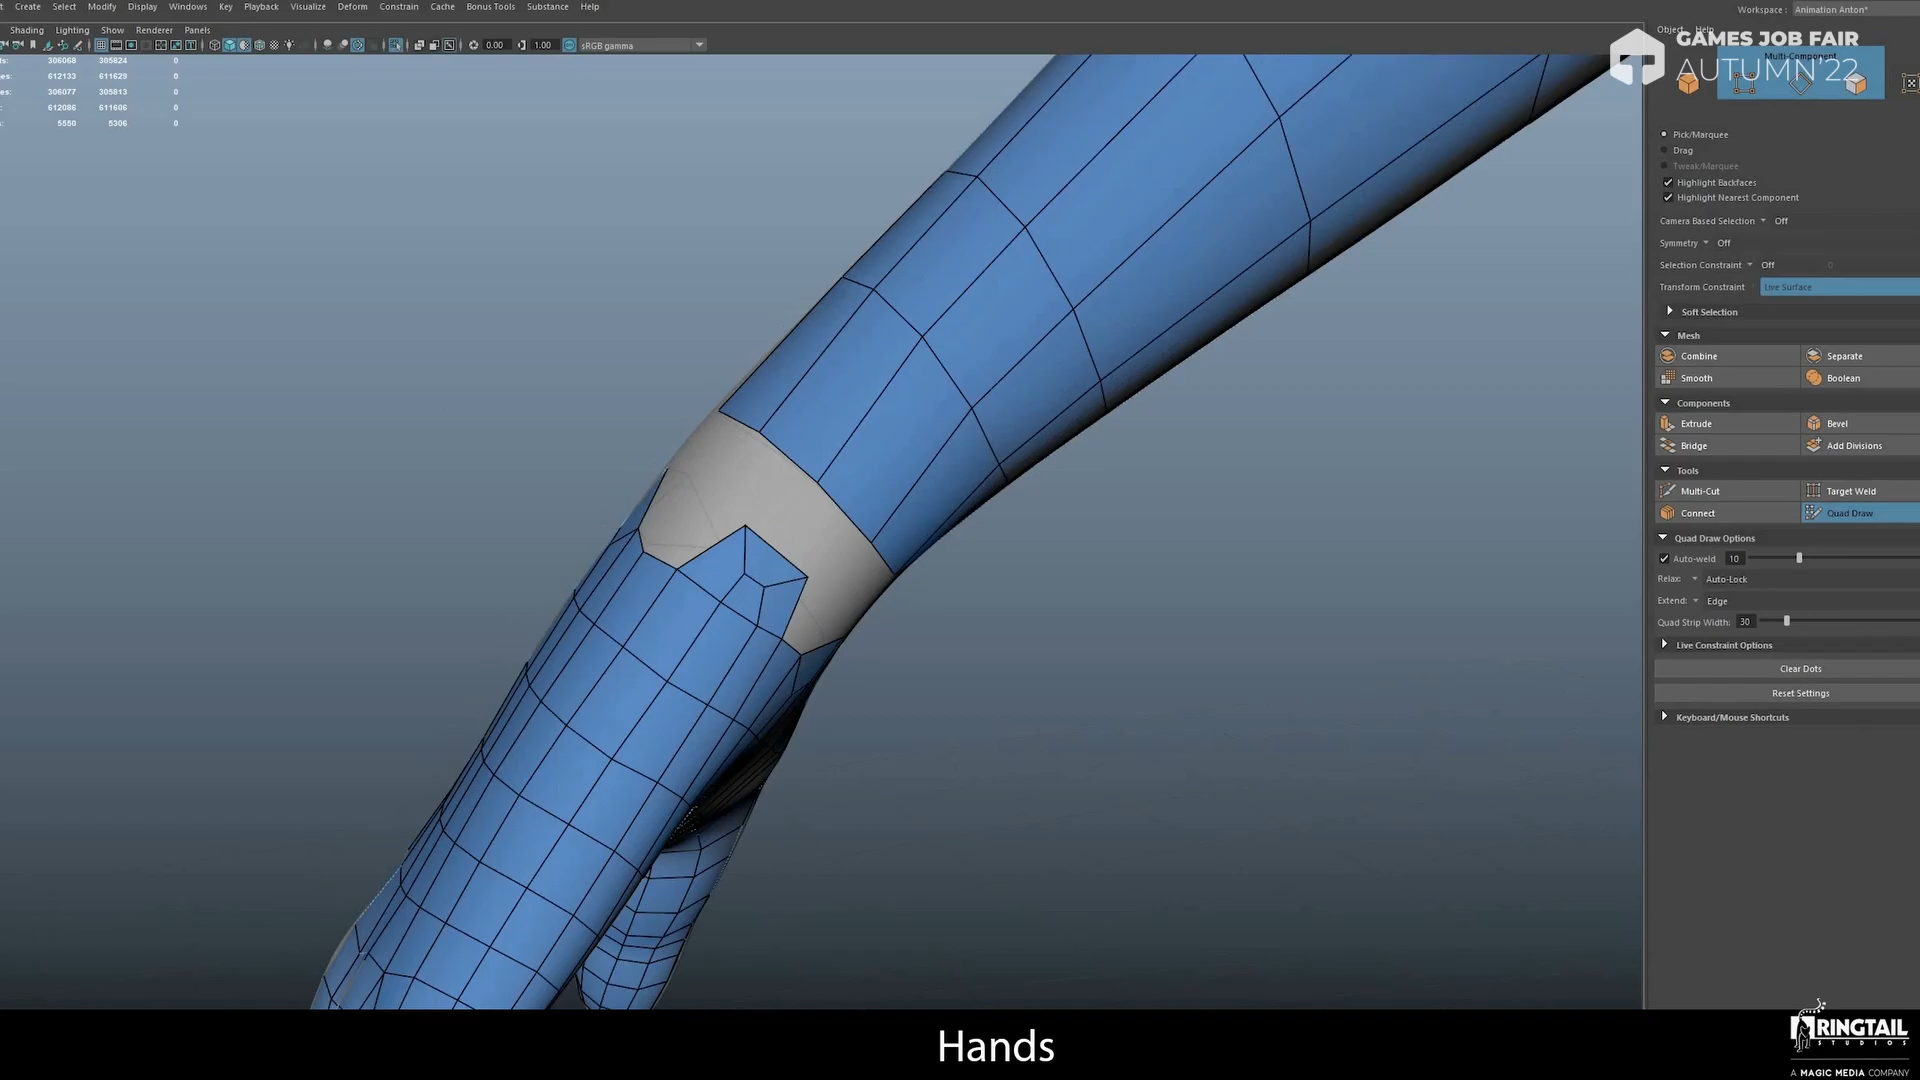 Create Select Modify Display Windows Key Playback Visualize Deform Constrain Cache Bonus Tools Substance Help
Workspace : Animation Anton*
Shading Lighting Show Renderer Panels
Object Help
GAMES JOB FAIR
AUTUMN'22
0.00 1.00 sRGB gamma
Multi-Component
306068 305824 0
612133 611629 0
306077 305813 0
612086 611606 0
5550 5306 0
Pick/Marquee
Drag
Tweak/Marquee
Highlight Backfaces
Highlight Nearest Component
Camera Based Selection Off
Symmetry Off
Selection Constraint Off 0
Transform Constraint Live Surface
Soft Selection
Mesh
Combine Separate
Smooth Boolean
Components
Extrude Bevel
Bridge Add Divisions
Tools
Multi-Cut Target Weld
Connect Quad Draw
Quad Draw Options
Auto-weld 10
Relax: Auto-Lock
Extend: Edge
Quad Strip Width: 30
Live Constraint Options
Clear Dots
Reset Settings
Keyboard/Mouse Shortcuts
Hands
RINGTAIL
STUDIOS
A MAGIC MEDIA COMPANY